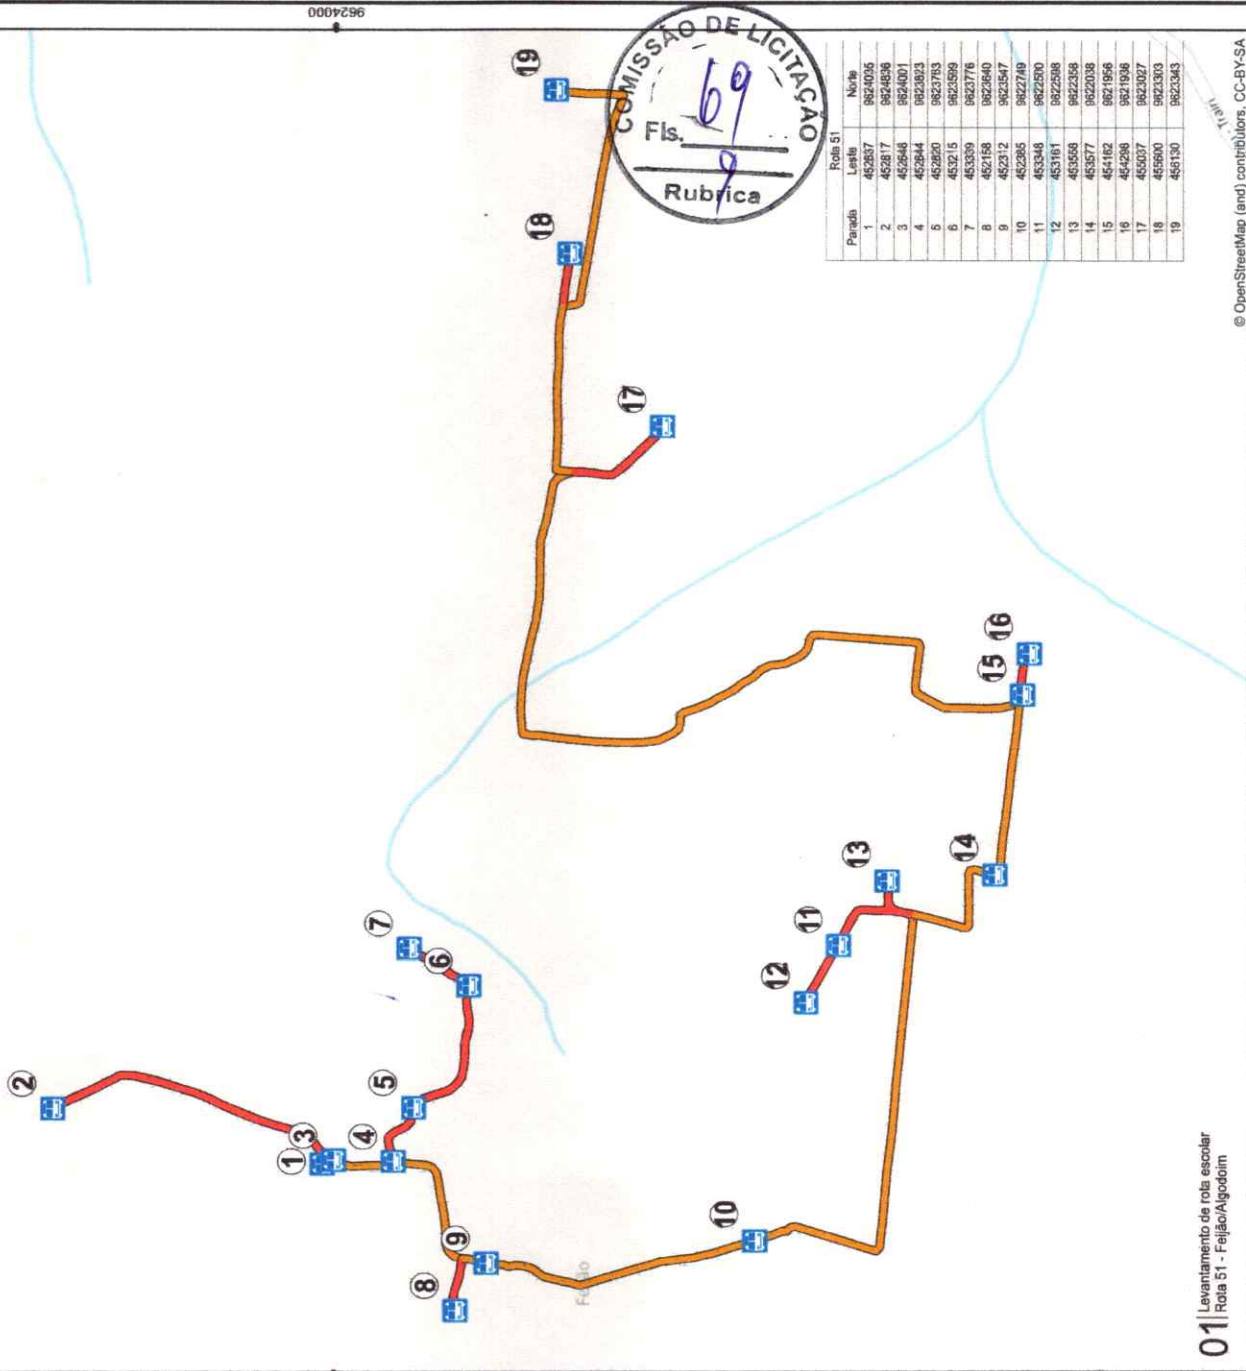 9624000
COMISSÃO DE LICITAÇÃO
Fls. 69
Rubrica
2
1
3
4
5
6
7
8
9
10
11
12
13
14
15
16
17
18
19
Feijão
Rota 51
Parada Leste Norte
1 452637 9624035
2 452817 9624836
3 452646 9624001
4 452644 9623823
5 452820 9623763
6 453215 9623599
7 453339 9623776
8 452158 9623640
9 452312 9623547
10 452385 9622749
11 453348 9622500
12 453161 9622598
13 453558 9622358
14 453577 9622038
15 454162 9621956
16 454298 9621936
17 455037 9623027
18 455600 9623303
19 456130 9623343
01 Levantamento de rota escolar
Rota 51 - Feijão/Algodoim
© OpenStreetMap (and) contributors, CC-BY-SA